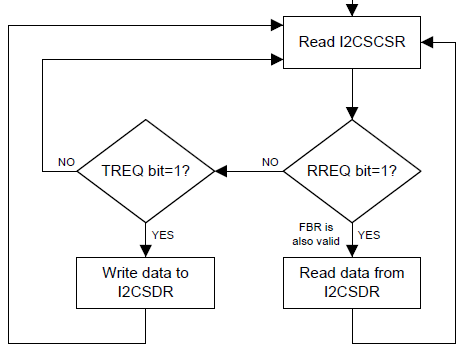 Read I2CSCSR
NO
TREQ bit=1?
NO
RREQ bit=1?
YES
FBR is
also valid
YES
Write data to
I2CSDR
Read data from
I2CSDR